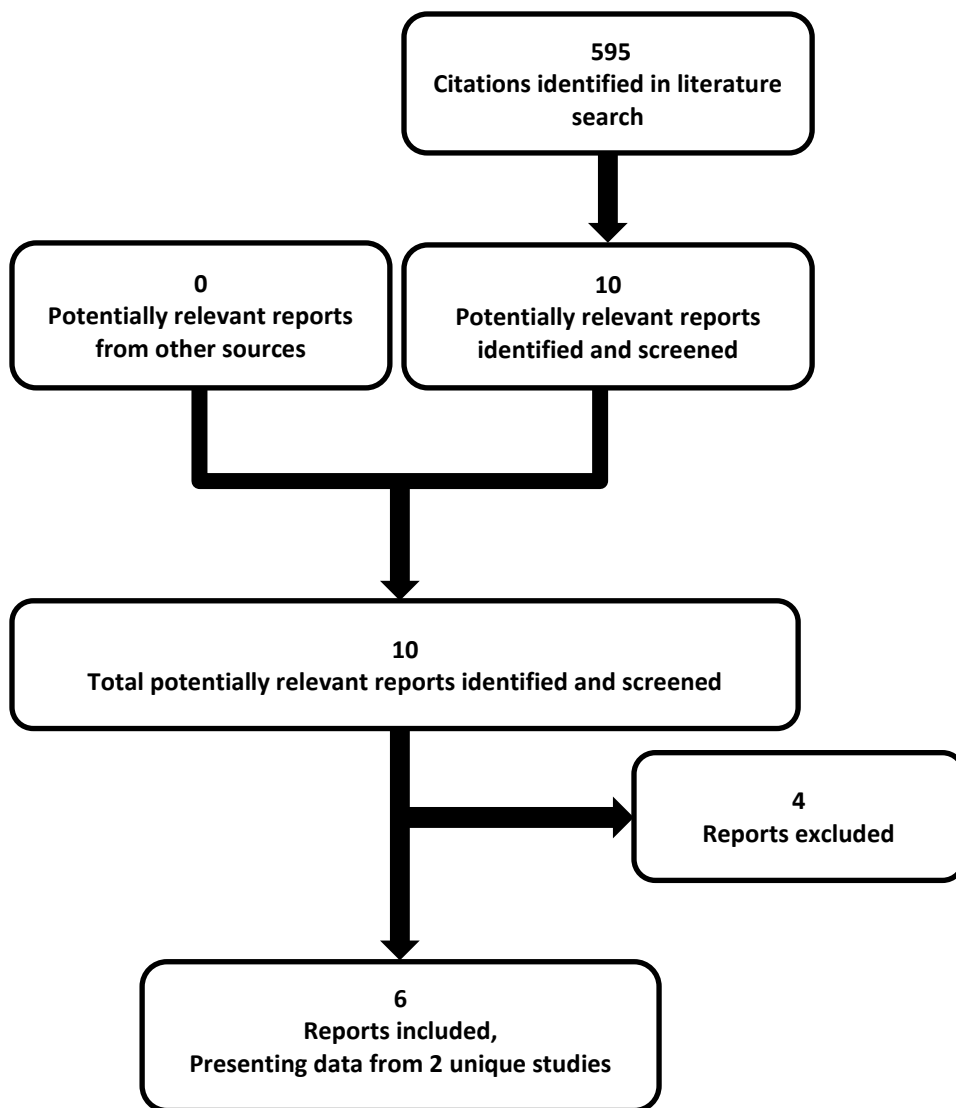 595
Citations identified in literature
search
0
Potentially relevant reports
from other sources
10
Potentially relevant reports
identified and screened
10
Total potentially relevant reports identified and screened
4
Reports excluded
6
Reports included,
Presenting data from 2 unique studies